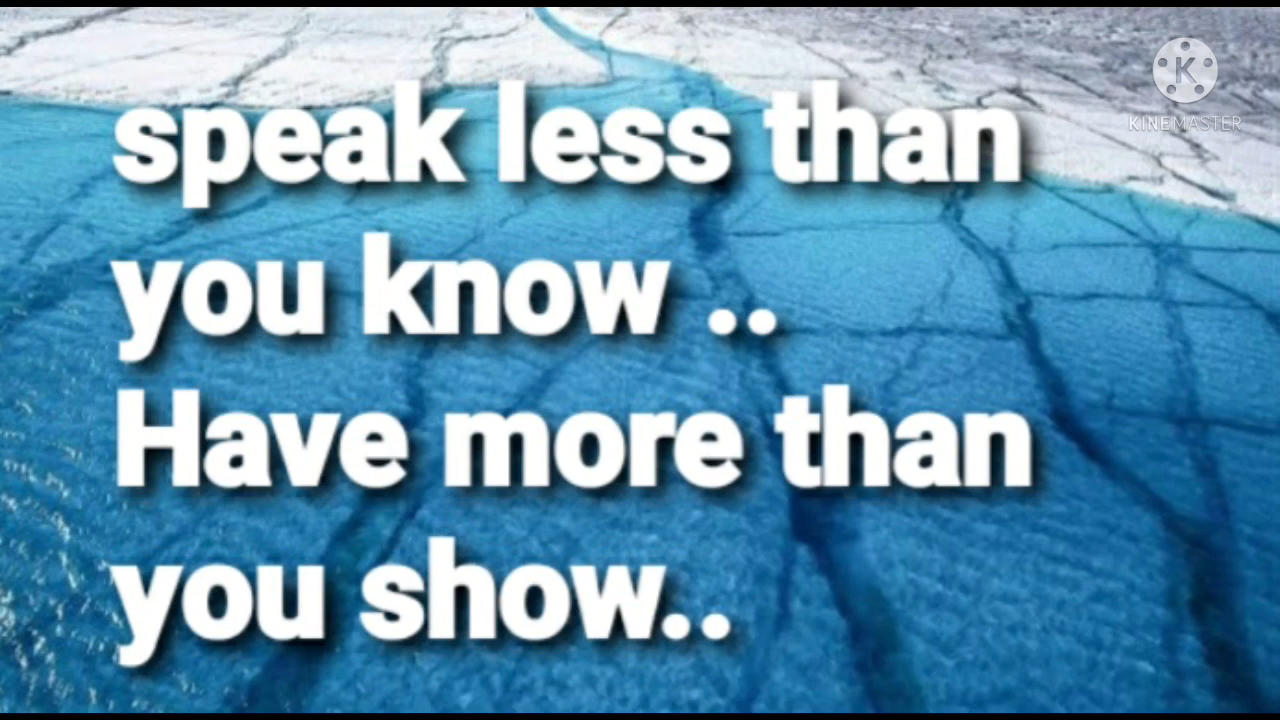 speak less than
you know ..
Have more than
you show..
K
KINEMASTER